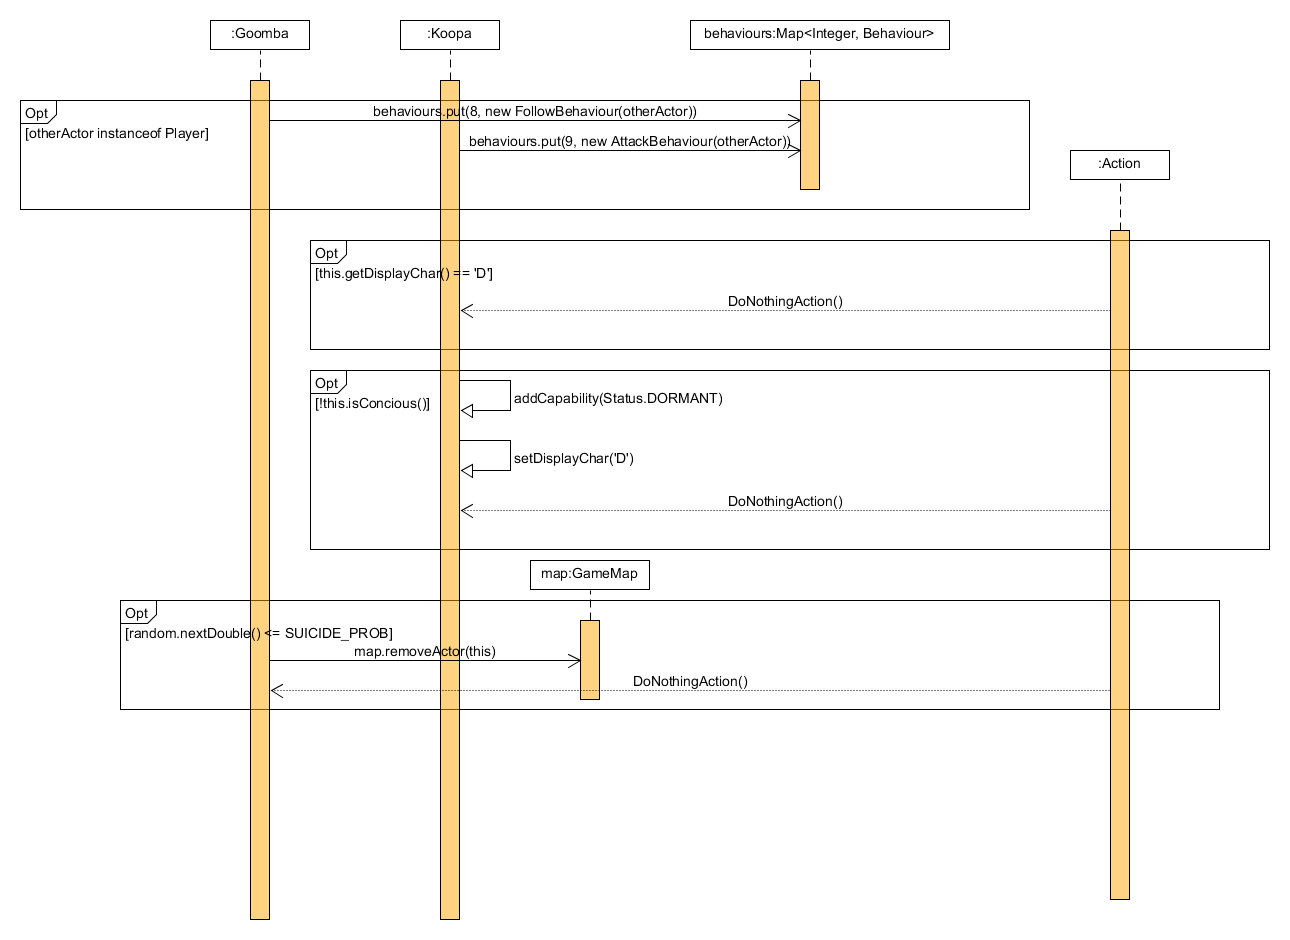 :Goomba
:Koopa
behaviours:Map<Integer, Behaviour>
Opt
behaviours.put(8, new FollowBehaviour(otherActor))
[otherActor instanceof Player]
behaviours.put(9, new AttackBehaviour(otherActor))
:Action
Opt
[this.getDisplayChar() == 'D']
DoNothingAction()
Opt
[!this.isConcious()]
addCapability(Status.DORMANT)
setDisplayChar('D')
DoNothingAction()
map:GameMap
Opt
[random.nextDouble() <= SUICIDE_PROB]
map.removeActor(this)
DoNothingAction()